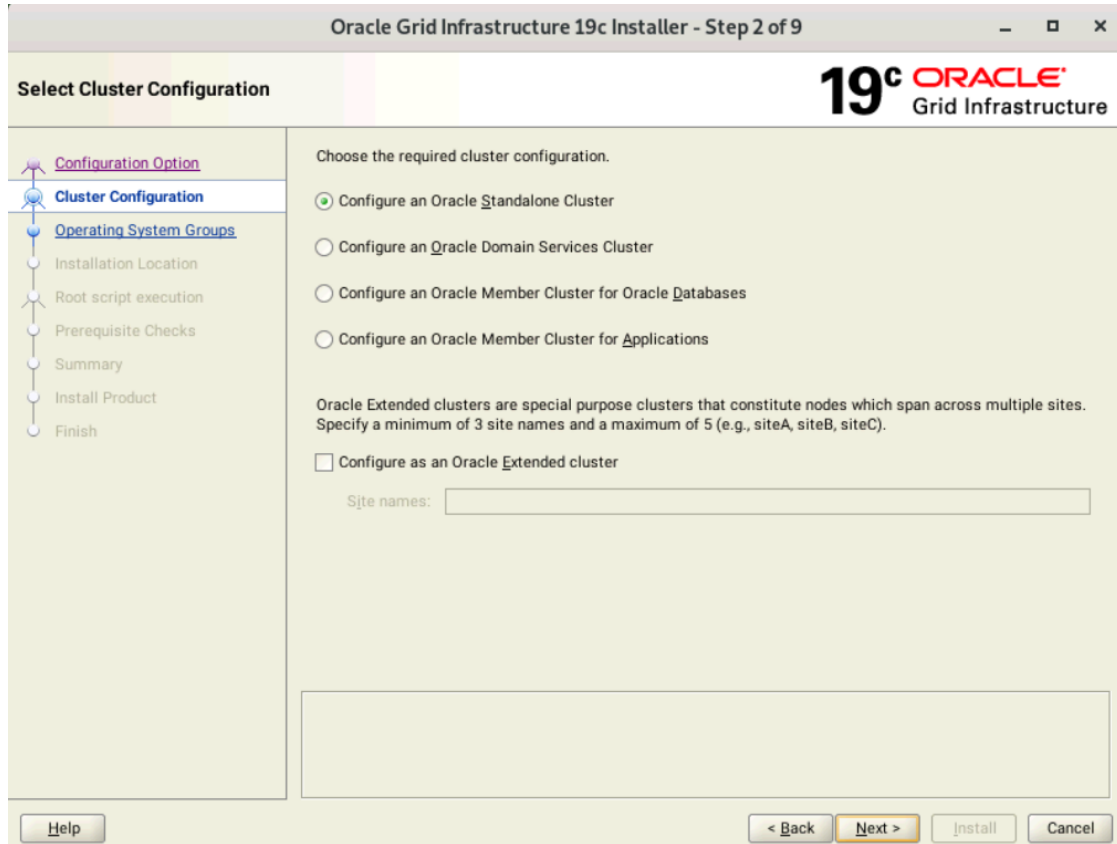 Oracle Grid Infrastructure 19c Installer - Step 2 of 9
Select Cluster Configuration
19c ORACLE
Grid Infrastructure
Configuration Option
Cluster Configuration
Operating System Groups
Installation Location
Root script execution
Prerequisite Checks
Summary
Install Product
Finish
Choose the required cluster configuration.
Configure an Oracle Standalone Cluster
Configure an Oracle Domain Services Cluster
Configure an Oracle Member Cluster for Oracle Databases
Configure an Oracle Member Cluster for Applications
Oracle Extended clusters are special purpose clusters that constitute nodes which span across multiple sites.
Specify a minimum of 3 site names and a maximum of 5 (e.g., siteA, siteB, siteC).
Configure as an Oracle Extended cluster
Site names:
Help
< Back
Next >
Install
Cancel